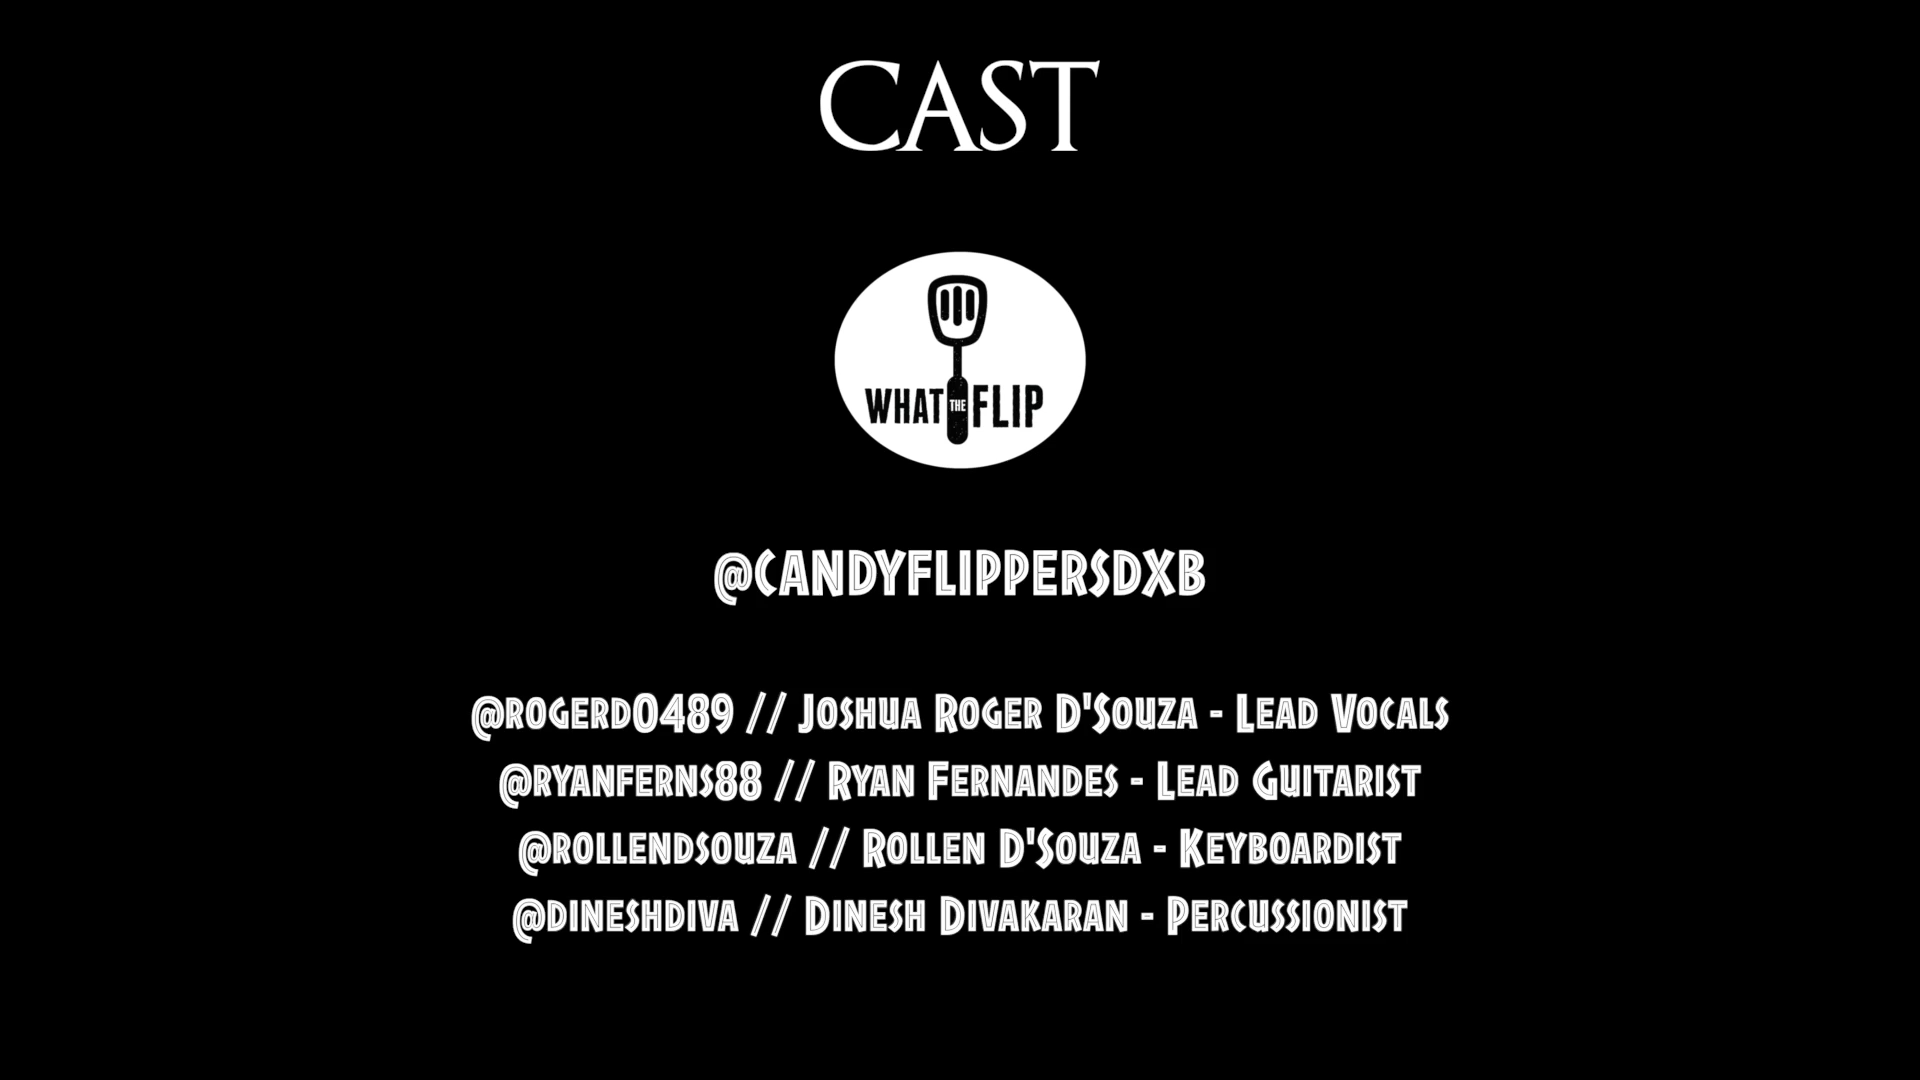 CAST
WHAT THE FLIP
@CANDYFLIPPERSDXB
@ROGERD0489 // JOSHUA ROGER D'SOUZA - LEAD VOCALS
@RYANFERNS88 // RYAN FERNANDES - LEAD GUITARIST
@ROLLENDSOUZA // ROLLEN D'SOUZA - KEYBOARDIST
@DINESHDIVA // DINESH DIVAKARAN - PERCUSSIONIST